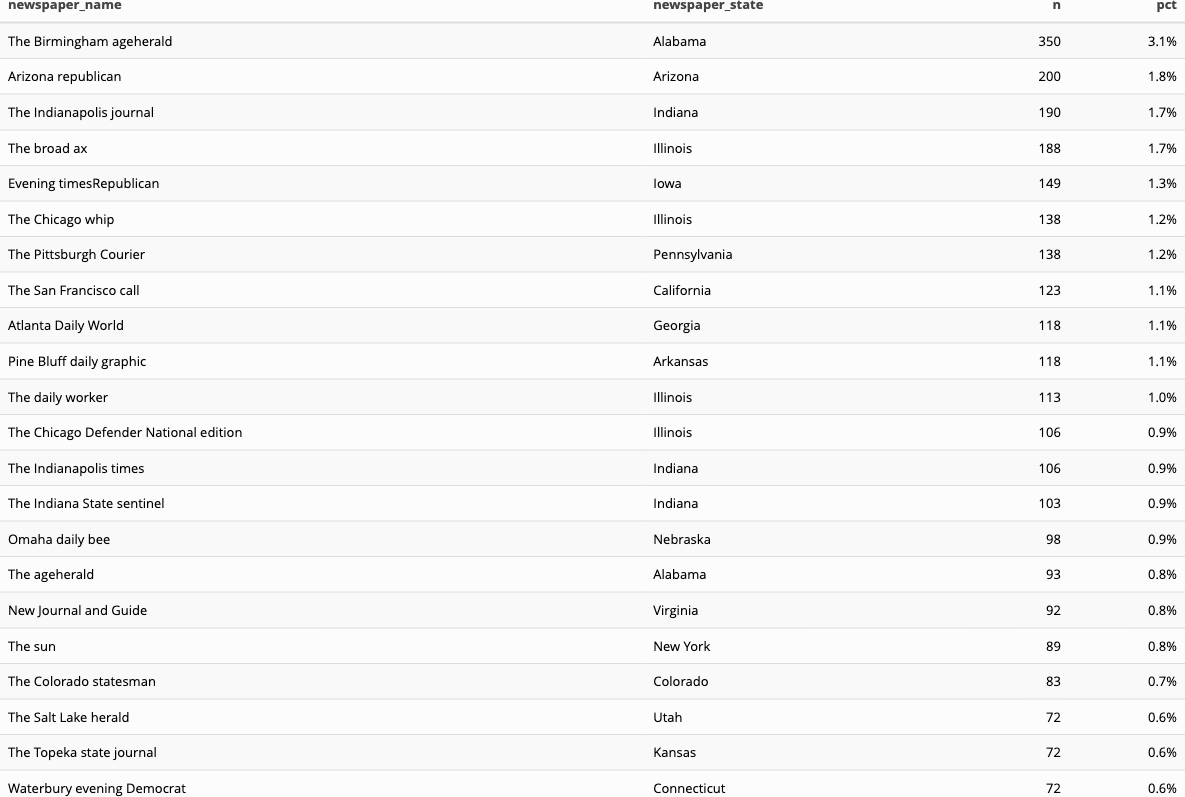 newspaper_name newspaper_state n pct
The Birmingham ageherald Alabama 350 3.1%
Arizona republican Arizona 200 1.8%
The Indianapolis journal Indiana 190 1.7%
The broad ax Illinois 188 1.7%
Evening timesRepublican Iowa 149 1.3%
The Chicago whip Illinois 138 1.2%
The Pittsburgh Courier Pennsylvania 138 1.2%
The San Francisco call California 123 1.1%
Atlanta Daily World Georgia 118 1.1%
Pine Bluff daily graphic Arkansas 118 1.1%
The daily worker Illinois 113 1.0%
The Chicago Defender National edition Illinois 106 0.9%
The Indianapolis times Indiana 106 0.9%
The Indiana State sentinel Indiana 103 0.9%
Omaha daily bee Nebraska 98 0.9%
The ageherald Alabama 93 0.8%
New Journal and Guide Virginia 92 0.8%
The sun New York 89 0.8%
The Colorado statesman Colorado 83 0.7%
The Salt Lake herald Utah 72 0.6%
The Topeka state journal Kansas 72 0.6%
Waterbury evening Democrat Connecticut 72 0.6%